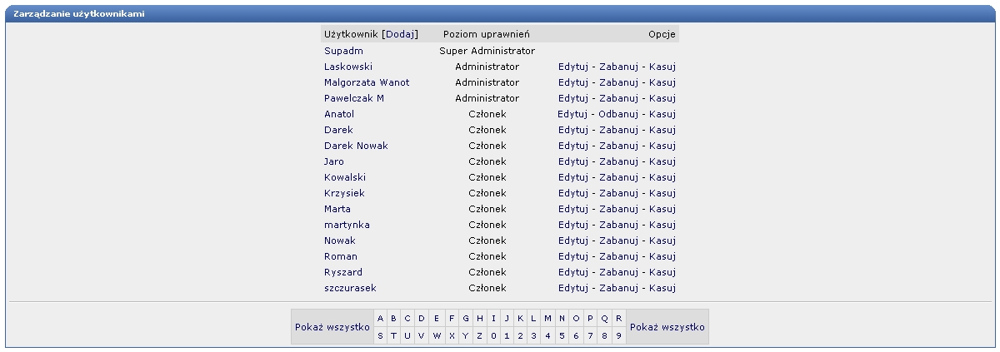 Zarządzanie użytkownikami
Użytkownik [Dodaj] Poziom uprawnień Opcje
Supadm Super Administrator
Laskowski Administrator Edytuj - Zabanuj - Kasuj
Malgorzata Wanot Administrator Edytuj - Zabanuj - Kasuj
Pawelczak M Administrator Edytuj - Zabanuj - Kasuj
Anatol Członek Edytuj - Odbanuj - Kasuj
Darek Członek Edytuj - Zabanuj - Kasuj
Darek Nowak Członek Edytuj - Zabanuj - Kasuj
Jaro Członek Edytuj - Zabanuj - Kasuj
Kowalski Członek Edytuj - Zabanuj - Kasuj
Krzysiek Członek Edytuj - Zabanuj - Kasuj
Marta Członek Edytuj - Zabanuj - Kasuj
martynka Członek Edytuj - Zabanuj - Kasuj
Nowak Członek Edytuj - Zabanuj - Kasuj
Roman Członek Edytuj - Zabanuj - Kasuj
Ryszard Członek Edytuj - Zabanuj - Kasuj
szczurasek Członek Edytuj - Zabanuj - Kasuj
Pokaż wszystko A B C D E F G H I J K L M N O P Q R Pokaż wszystko
S T U V W X Y Z 0 1 2 3 4 5 6 7 8 9